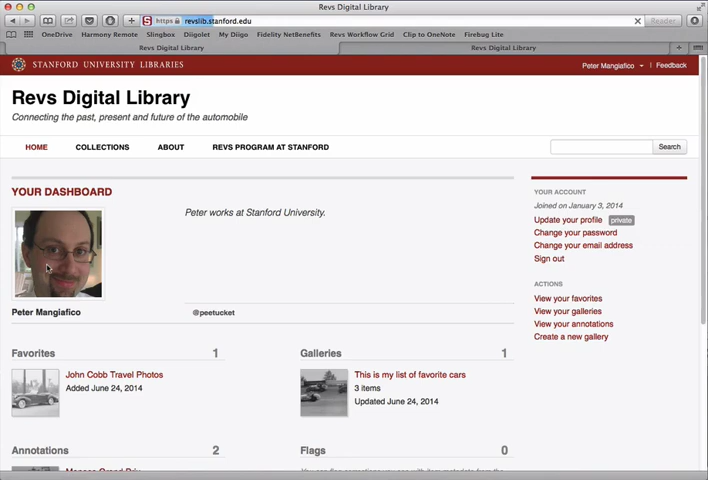 Revs Digital Library
https
revslib.stanford.edu
Reader
OneDrive Harmony Remote Slingbox Diigolet My Diigo Fidelity NetBenefits Revs Workflow Grid Clip to OneNote Firebug Lite
Revs Digital Library Revs Digital Library
STANFORD UNIVERSITY LIBRARIES
Peter Mangiafico | Feedback
Revs Digital Library
Connecting the past, present and future of the automobile
HOME COLLECTIONS ABOUT REVS PROGRAM AT STANFORD
Search
YOUR DASHBOARD
Peter works at Stanford University.
Peter Mangiafico
@peetucket
Favorites 1
John Cobb Travel Photos
Added June 24, 2014
Galleries 1
This is my list of favorite cars
3 items
Updated June 24, 2014
Annotations 2
Flags 0
YOUR ACCOUNT
Joined on January 3, 2014
Update your profile private
Change your password
Change your email address
Sign out
ACTIONS
View your favorites
View your galleries
View your annotations
Create a new gallery